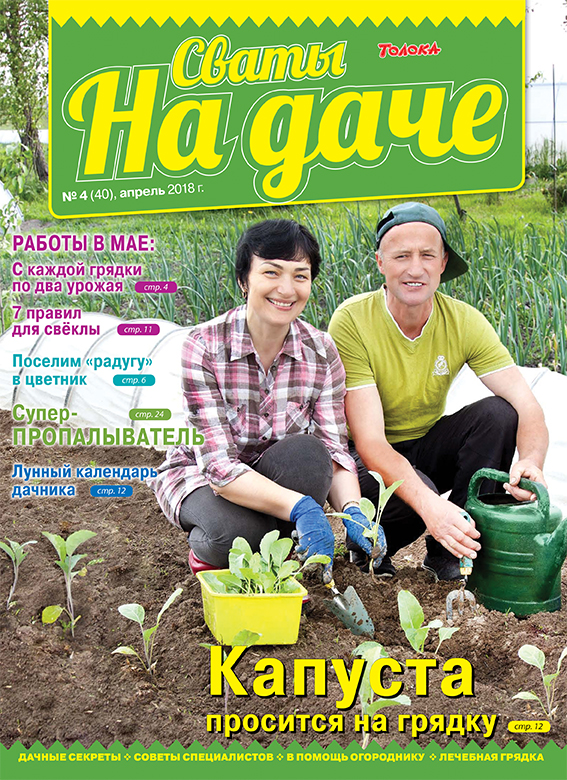 Сваты
Толока
На даче
№ 4 (40), апрель 2018 г.
РАБОТЫ В МАЕ:
С каждой грядки
по два урожая стр. 4
7 правил
для свёклы стр. 11
Поселим «радугу»
в цветник стр. 6
Супер- стр. 24
ПРОПАЛЫВАТЕЛЬ
Лунный календарь
дачника стр. 12
Капуста
просится на грядку стр. 12
ДАЧНЫЕ СЕКРЕТЫ ❖ СОВЕТЫ СПЕЦИАЛИСТОВ ❖ В ПОМОЩЬ ОГОРОДНИКУ ❖ ЛЕЧЕБНАЯ ГРЯДКА